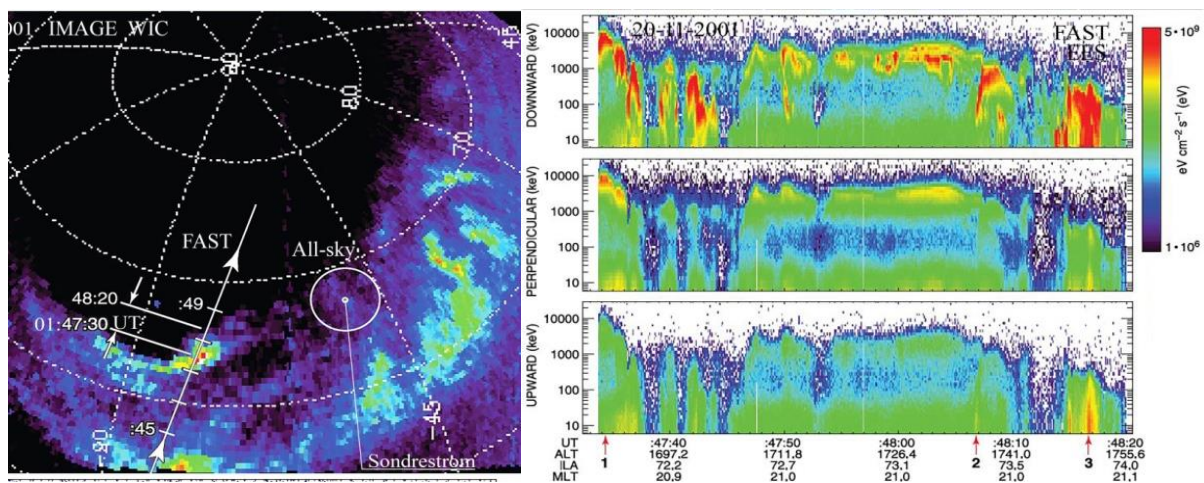 001 IMAGE WIC
45
80
70
FAST
All-sky
48:20
:49
01:47:30 UT
:45
-45
Sondrestrom
20-11-2001
FAST
EES
DOWNWARD (keV)
10000
1000
100
10
PERPENDICULAR (keV)
10000
1000
100
10
UPWARD (keV)
10000
1000
100
10
5•10⁹
eV cm⁻² s⁻¹ (eV)
1•10⁶
UT :47:40 :47:50 :48:00 :48:10 :48:20
ALT 1697.2 1711.8 1726.4 1741.0 1755.6
ILA 72,2 72,7 73,1 73,5 74,0
MLT 20,9 21,0 21,0 21,0 21,1
1 2 3